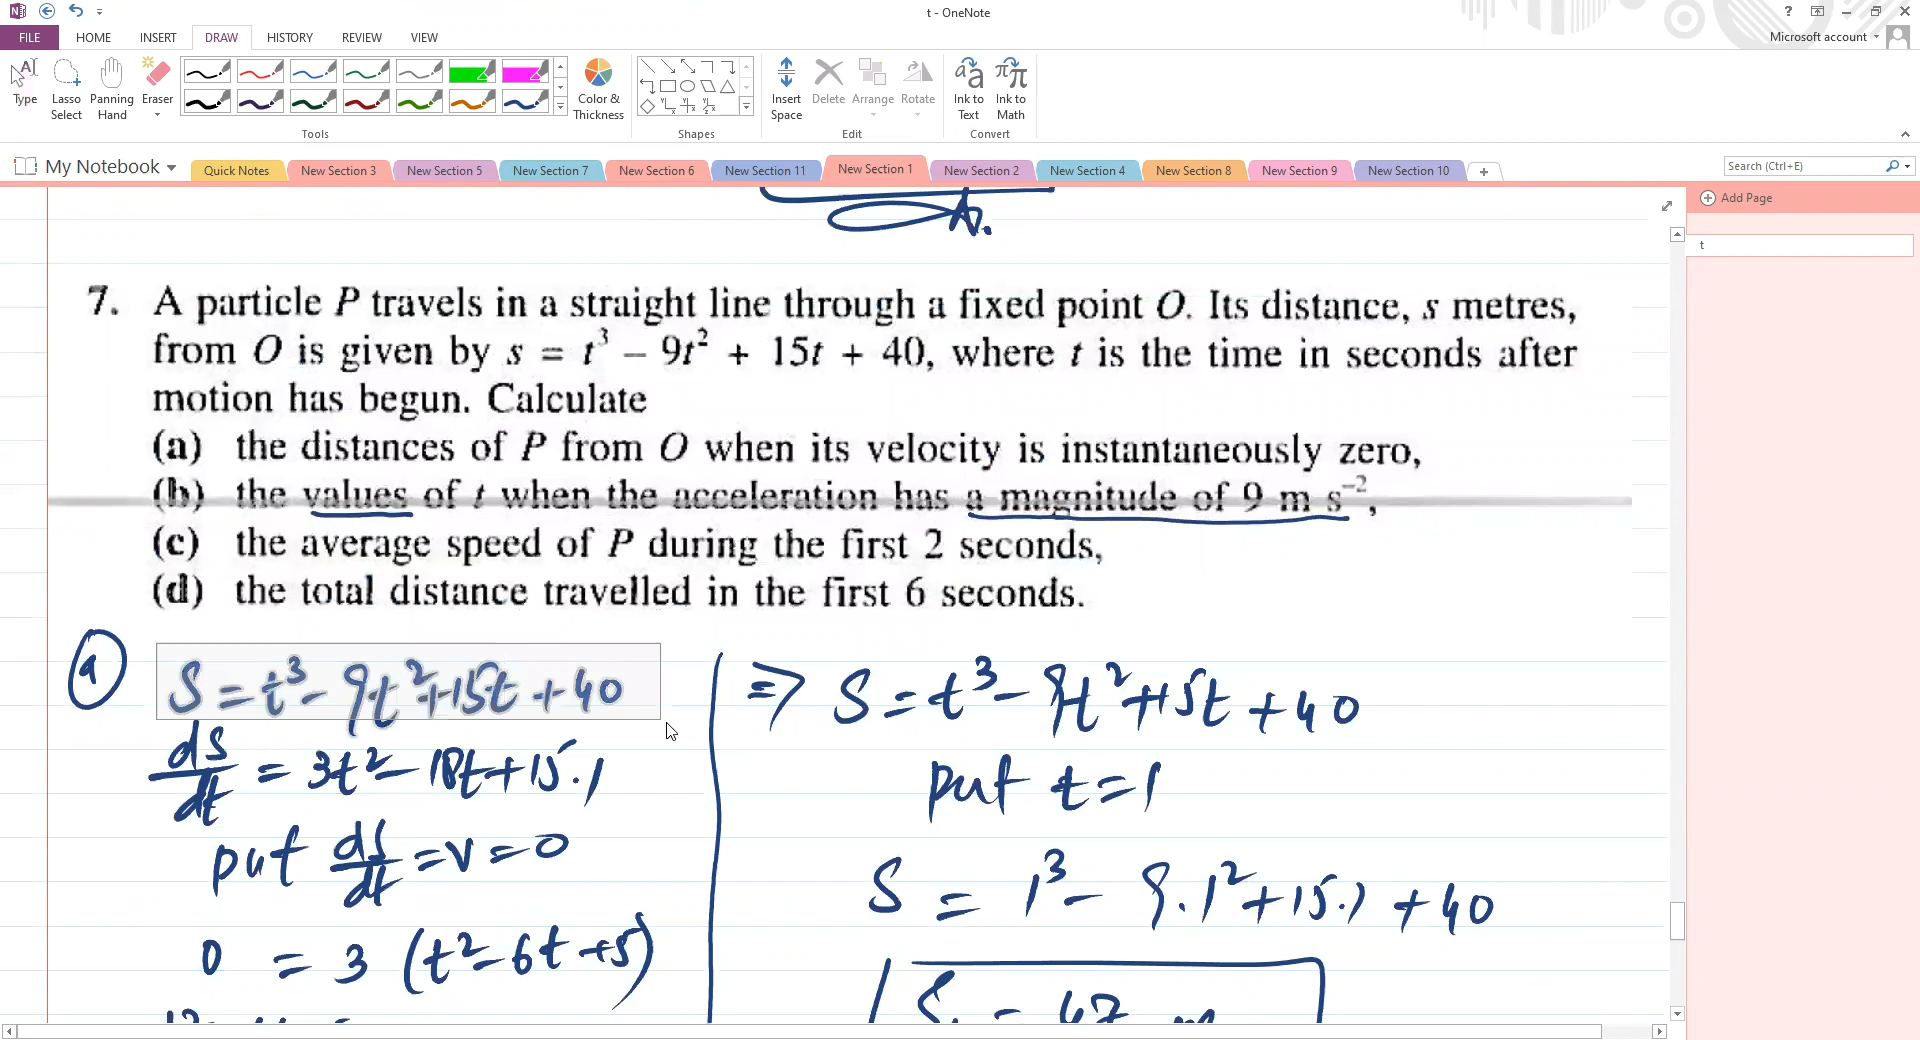 t - OneNote
?
Microsoft account
FILE HOME INSERT DRAW HISTORY REVIEW VIEW
Type
Lasso Select
Panning Hand
Eraser
Color & Thickness
Insert Space
Delete
Arrange
Rotate
Ink to Text
Ink to Math
Tools
Shapes
Edit
Convert
My Notebook
Quick Notes
New Section 3
New Section 5
New Section 7
New Section 6
New Section 11
New Section 1
New Section 2
New Section 4
New Section 8
New Section 9
New Section 10
Search (Ctrl+E)
Add Page
t
7. A particle P travels in a straight line through a fixed point O. Its distance, s metres,
from O is given by s = t³ – 9t² + 15t + 40, where t is the time in seconds after
motion has begun. Calculate
(a) the distances of P from O when its velocity is instantaneously zero,
(b) the values of t when the acceleration has a magnitude of 9 m s⁻²,
(c) the average speed of P during the first 2 seconds,
(d) the total distance travelled in the first 6 seconds.
a
S = t³ - 9t² + 15t + 40
ds/dt = 3t² - 18t + 15.1
put ds/dt = v = 0
0 = 3 (t² - 6t + 5)
⇒ S = t³ - 9t² + 15t + 40
put t = 1
S = 1³ - 9.1² + 15.1 + 40
S. = 47 m